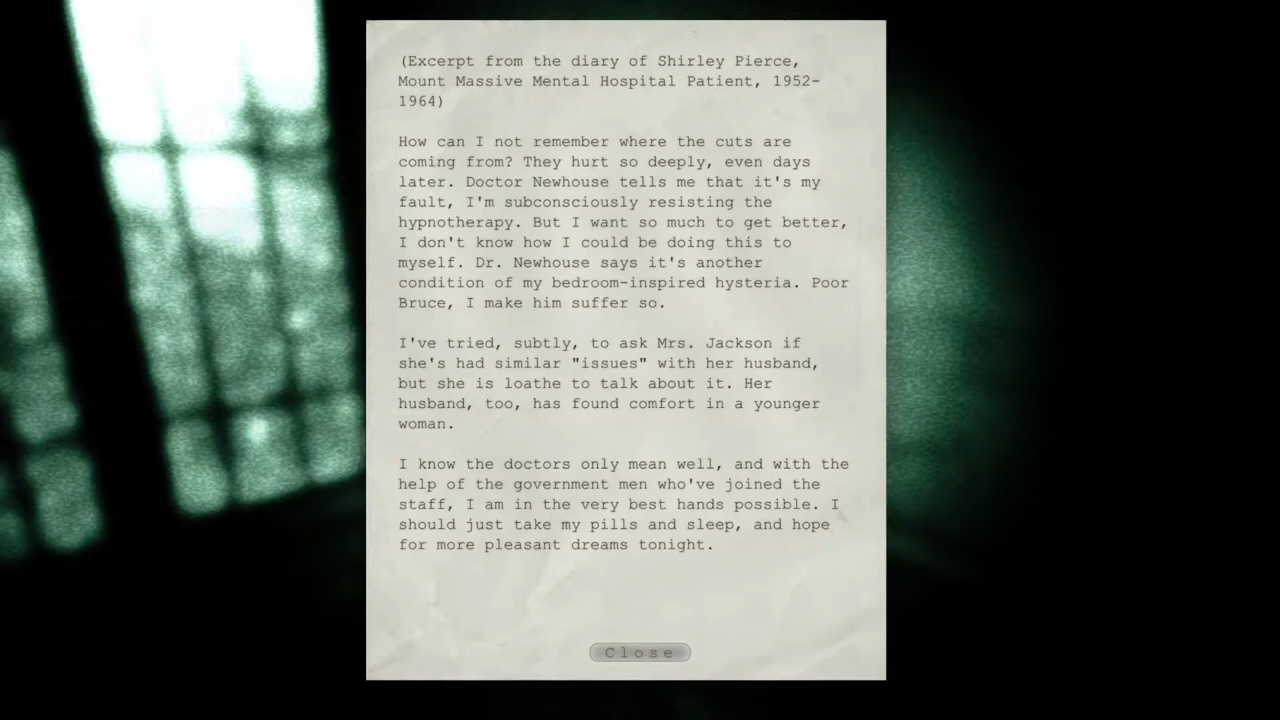 (Excerpt from the diary of Shirley Pierce,
Mount Massive Mental Hospital Patient, 1952-
1964)
How can I not remember where the cuts are
coming from? They hurt so deeply, even days
later. Doctor Newhouse tells me that it's my
fault, I'm subconsciously resisting the
hypnotherapy. But I want so much to get better,
I don't know how I could be doing this to
myself. Dr. Newhouse says it's another
condition of my bedroom-inspired hysteria. Poor
Bruce, I make him suffer so.
I've tried, subtly, to ask Mrs. Jackson if
she's had similar "issues" with her husband,
but she is loathe to talk about it. Her
husband, too, has found comfort in a younger
woman.
I know the doctors only mean well, and with the
help of the government men who've joined the
staff, I am in the very best hands possible. I
should just take my pills and sleep, and hope
for more pleasant dreams tonight.
Close